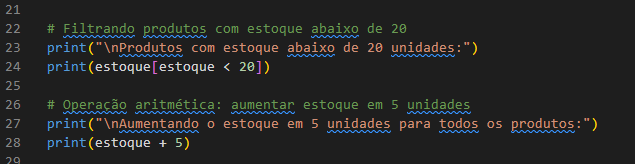 21
22 # Filtrando produtos com estoque abaixo de 20
23 print("\nProdutos com estoque abaixo de 20 unidades:")
24 print(estoque[estoque < 20])
25
26 # Operação aritmética: aumentar estoque em 5 unidades
27 print("\nAumentando o estoque em 5 unidades para todos os produtos:")
28 print(estoque + 5)
29